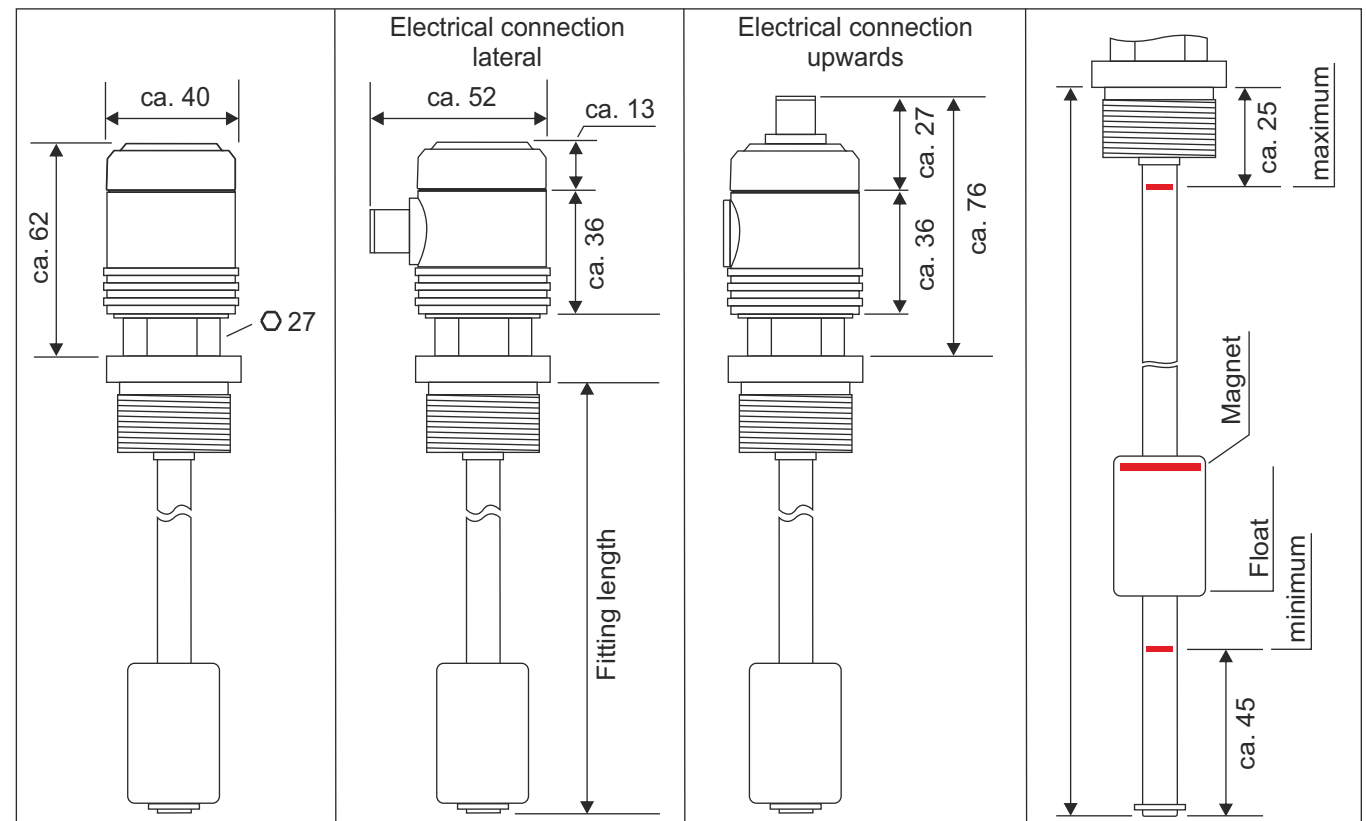 ca. 40
ca. 62
27
Electrical connection
lateral
ca. 52
ca. 13
ca. 36
Fitting length
Electrical connection
upwards
ca. 27
ca. 36
ca. 76
ca. 25
maximum
Magnet
Float
minimum
ca. 45